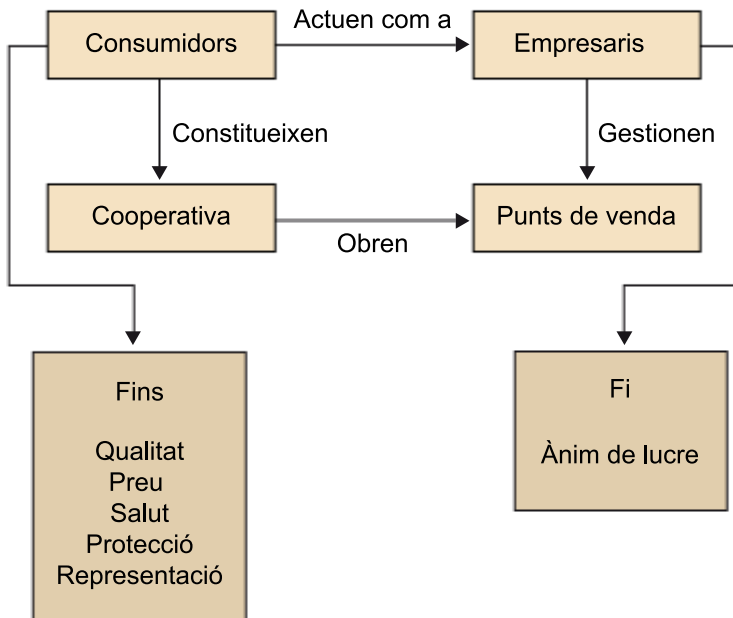 Actuen com a
Consumidors
Empresaris
Constitueixen
Gestionen
Cooperativa
Punts de venda
Obren
Fins
Qualitat
Preu
Salut
Protecció
Representació
Fi
Ànim de lucre